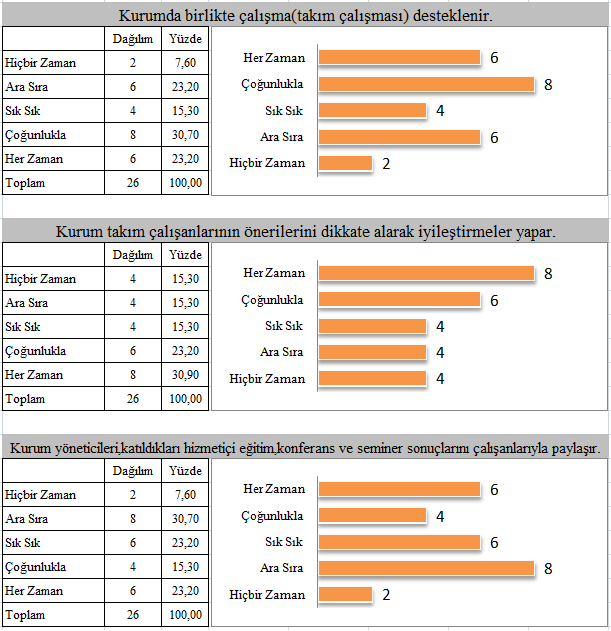 Kurumda birlikte çalışma(takım çalışması) desteklenir.
Dağılım Yüzde
Hiçbir Zaman 2 7,60
Ara Sıra 6 23,20
Sık Sık 4 15,30
Çoğunlukla 8 30,70
Her Zaman 6 23,20
Toplam 26 100,00
Her Zaman 6
Çoğunlukla 8
Sık Sık 4
Ara Sıra 6
Hiçbir Zaman 2
Kurum takım çalışanlarının önerilerini dikkate alarak iyileştirmeler yapar.
Dağılım Yüzde
Hiçbir Zaman 4 15,30
Ara Sıra 4 15,30
Sık Sık 4 15,30
Çoğunlukla 6 23,20
Her Zaman 8 30,90
Toplam 26 100,00
Her Zaman 8
Çoğunlukla 6
Sık Sık 4
Ara Sıra 4
Hiçbir Zaman 4
Kurum yöneticileri,katıldıkları hizmetiçi eğitim,konferans ve seminer sonuçlarını çalışanlarıyla paylaşır.
Dağılım Yüzde
Hiçbir Zaman 2 7,60
Ara Sıra 8 30,70
Sık Sık 6 23,20
Çoğunlukla 4 15,30
Her Zaman 6 23,20
Toplam 26 100,00
Her Zaman 6
Çoğunlukla 4
Sık Sık 6
Ara Sıra 8
Hiçbir Zaman 2